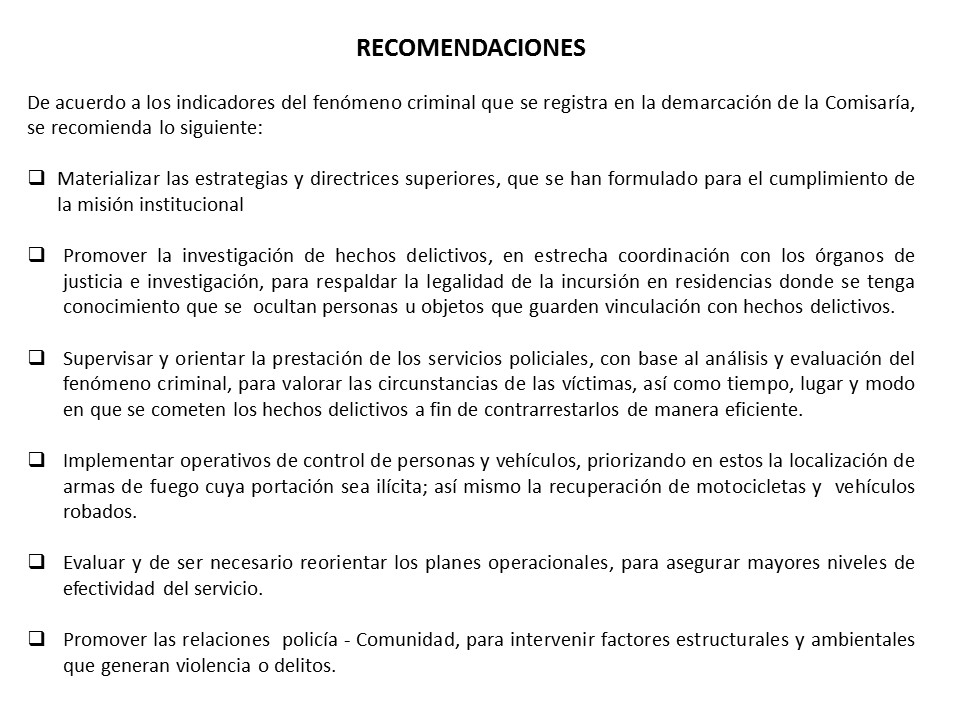 RECOMENDACIONES
De acuerdo a los indicadores del fenómeno criminal que se registra en la demarcación de la Comisaría,
se recomienda lo siguiente:
❑ Materializar las estrategias y directrices superiores, que se han formulado para el cumplimiento de
la misión institucional
❑ Promover la investigación de hechos delictivos, en estrecha coordinación con los órganos de
justicia e investigación, para respaldar la legalidad de la incursión en residencias donde se tenga
conocimiento que se ocultan personas u objetos que guarden vinculación con hechos delictivos.
❑ Supervisar y orientar la prestación de los servicios policiales, con base al análisis y evaluación del
fenómeno criminal, para valorar las circunstancias de las víctimas, así como tiempo, lugar y modo
en que se cometen los hechos delictivos a fin de contrarrestarlos de manera eficiente.
❑ Implementar operativos de control de personas y vehículos, priorizando en estos la localización de
armas de fuego cuya portación sea ilícita; así mismo la recuperación de motocicletas y vehículos
robados.
❑ Evaluar y de ser necesario reorientar los planes operacionales, para asegurar mayores niveles de
efectividad del servicio.
❑ Promover las relaciones policía - Comunidad, para intervenir factores estructurales y ambientales
que generan violencia o delitos.